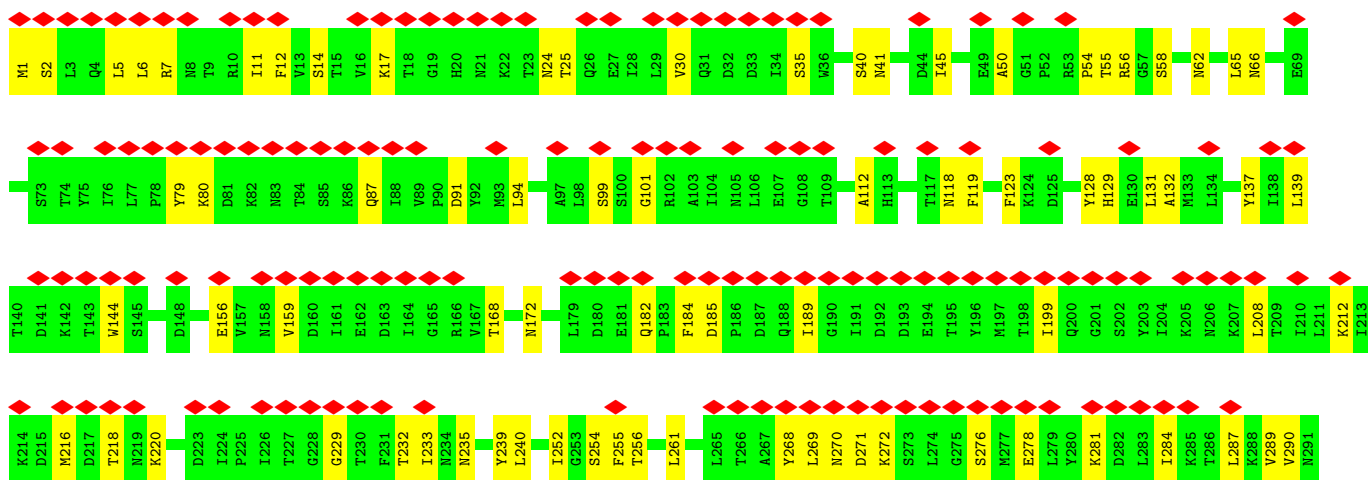 M1 S2 L3 Q4 L5 L6 R7 N8 T9 R10 I11 F12 V13 S14 T15 V16 K17 T18 G19 H20 N21 K22 T23 N24 T25 Q26 E27 I28 L29 V30 Q31 D32 D33 I34 S35 W36 S40 N41 D44 I45 E49 A50 G51 P52 R53 P54 T55 R56 G57 S58 N62 L65 N66 E69
S73 T74 Y75 I76 L77 P78 Y79 K80 D81 K82 N83 T84 S85 K86 Q87 I88 V89 P90 D91 Y92 M93 L94 A97 L98 S99 S100 G101 R102 A103 I104 N105 L106 E107 G108 T109 A112 H113 T117 N118 F119 F123 K124 D125 Y128 H129 E130 L131 A132 M133 L134 Y137 I138 L139
T140 D141 K142 T143 W144 S145 D148 E156 V157 N158 V159 D160 I161 E162 D163 I164 G165 R166 V167 T168 N172 L179 D180 E181 Q182 P183 F184 D185 P186 D187 Q188 I189 G190 I191 D192 D193 E194 T195 Y196 M197 T198 I199 Q200 G201 S202 Y203 I204 K205 N206 K207 L208 T209 I210 L211 K212 I213
K214 D215 M216 D217 T218 N219 K220 D223 I224 P225 I226 T227 G228 G229 T230 F231 T232 I233 N234 N235 Y239 L240 I252 G253 S254 F255 T256 L261 L265 T266 A267 Y268 L269 N270 D271 K272 S273 L274 G275 S276 M277 E278 L279 Y280 K281 D282 L283 I284 K285 T286 L287 K288 V289 V290 N291